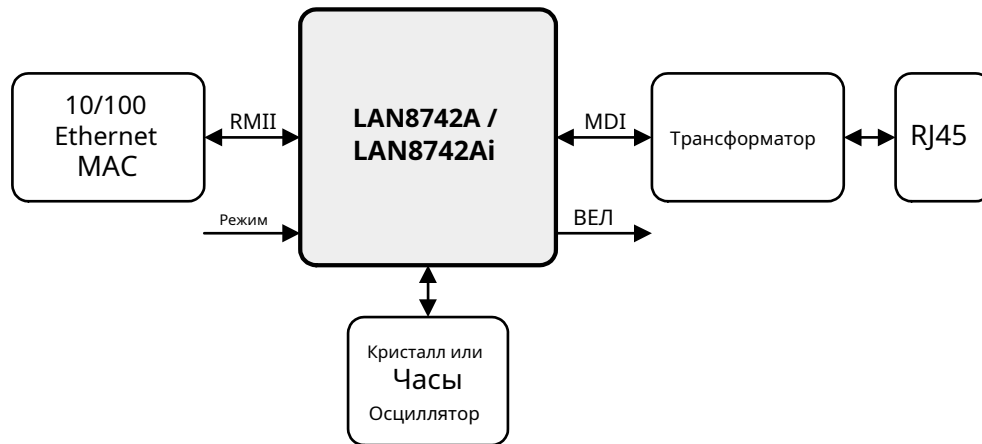 10/100
Ethernet
MAC
RMII
LAN8742A /
LAN8742Ai
MDI
Трансформатор
RJ45
Режим
ВЕЛ
Кристалл или
Часы
Осциллятор